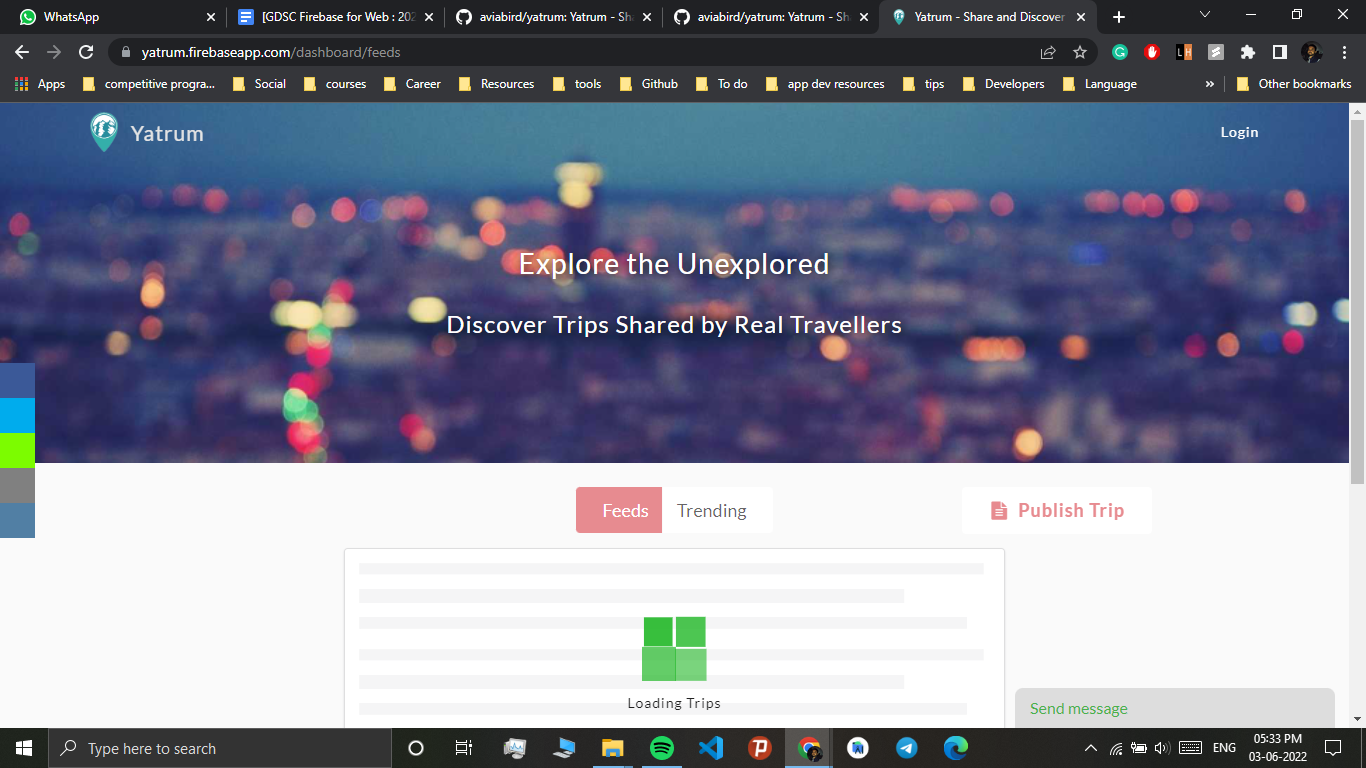 WhatsApp
[GDSC Firebase for Web : 202
aviabird/yatrum: Yatrum - Sha
aviabird/yatrum: Yatrum - Sha
Yatrum - Share and Discover
yatrum.firebaseapp.com/dashboard/feeds
Apps
competitive progra...
Social
courses
Career
Resources
tools
Github
To do
app dev resources
tips
Developers
Language
»
Other bookmarks
Yatrum
Login
Explore the Unexplored
Discover Trips Shared by Real Travellers
Feeds
Trending
Publish Trip
Loading Trips
Send message
Type here to search
ENG
05:33 PM
03-06-2022